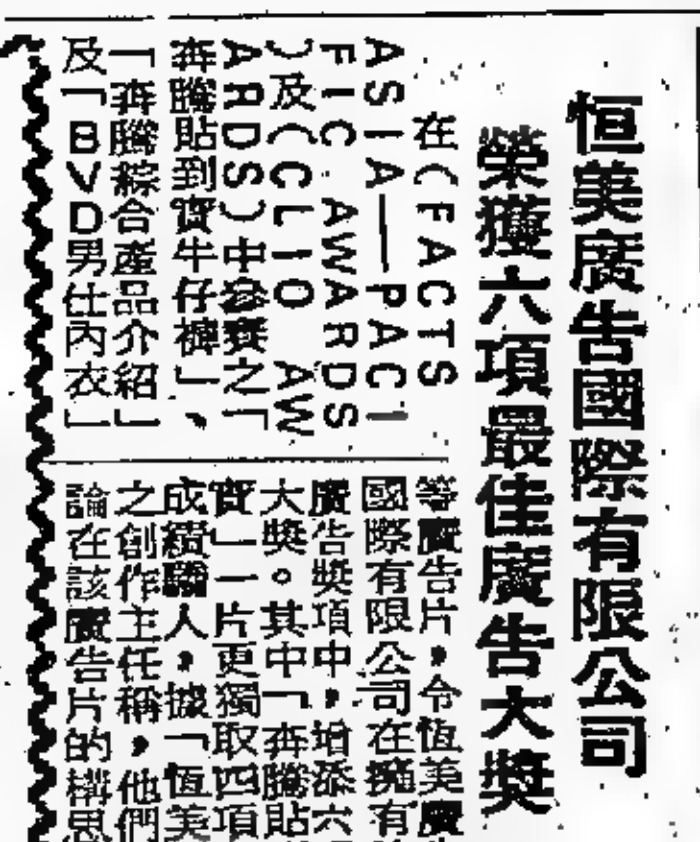 恒美廣告國際有限公司
榮獲六項最佳廣告大獎
在(FACTS
ASIA—PACI
FIC AWARDS
)及(CLIO AW
ARDS)中參賽之「
奔騰貼到實牛仔褲」,
「奔騰綜合產品介紹」
及「BVD男仕內衣」
等廣告片,令恆美廣
國際有限公司在擁有
廣告獎項中,增添六
大獎。其中「奔騰貼
實」一片更獨取四項
成績驕人,據「恆美
之創作主任稱,他們
論在該廣告片的構思